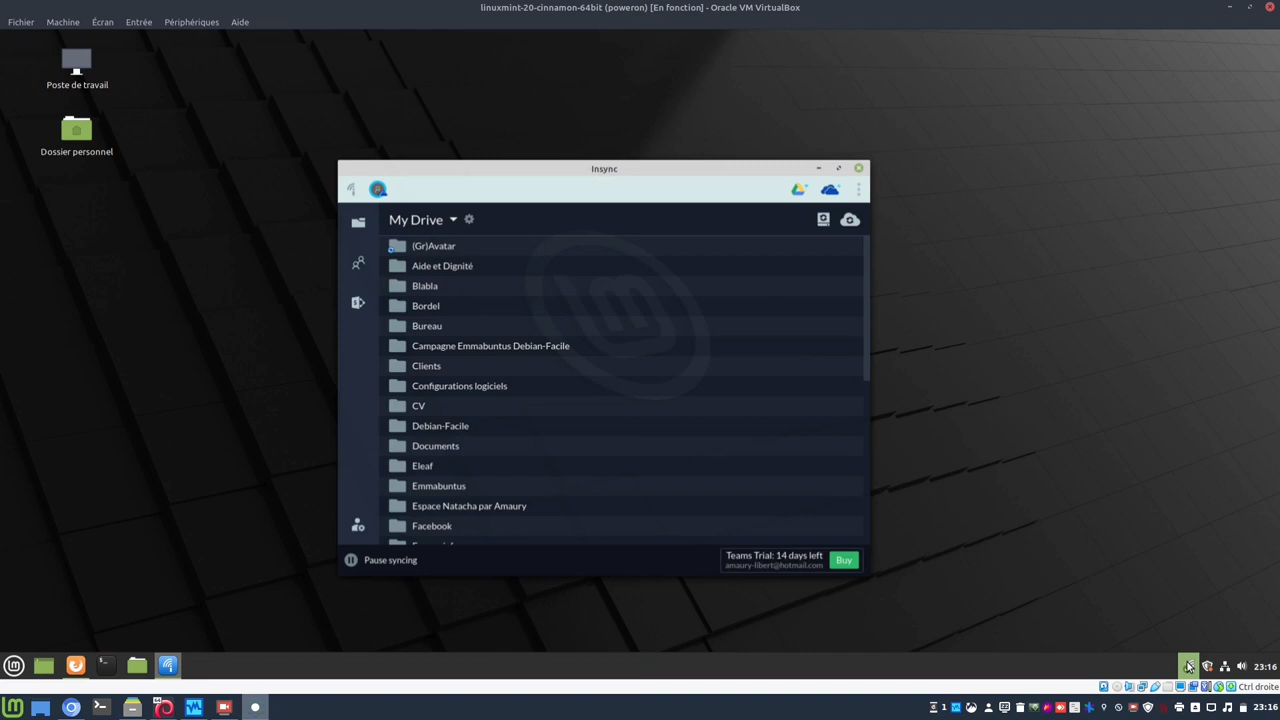 linuxmint-20-cinnamon-64bit (poweron) [En fonction] - Oracle VM VirtualBox
Fichier Machine Écran Entrée Périphériques Aide
Poste de travail
Dossier personnel
Insync
My Drive
(Gr)Avatar
Aide et Dignité
Blabla
Bordel
Bureau
Campagne Emmabuntus Debian-Facile
Clients
Configurations logiciels
CV
Debian-Facile
Documents
Eleaf
Emmabuntus
Espace Natacha par Amaury
Facebook
Pause syncing
Teams Trial: 14 days left
amaury-libert@hotmail.com
Buy
23:16
Ctrl droite
1
23:16